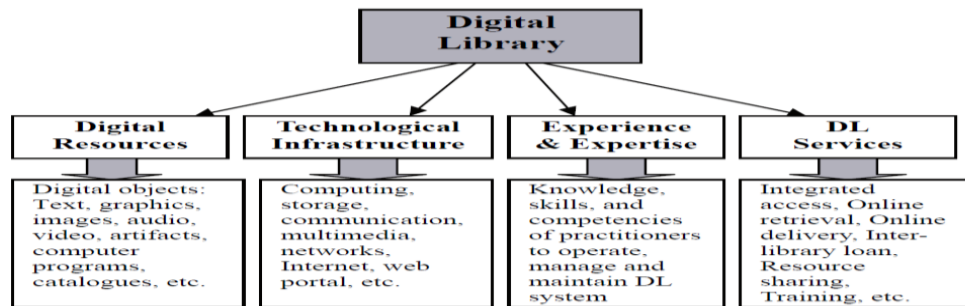 Digital
Library
Digital
Resources
Technological
Infrastructure
Experience
& Expertise
DL
Services
Digital objects:
Text, graphics,
images, audio,
video, artifacts,
computer
programs,
catalogues, etc.
Computing,
storage,
communication,
multimedia,
networks,
Internet, web
portal, etc.
Knowledge,
skills, and
competencies
of practitioners
to operate,
manage and
maintain DL
system
Integrated
access, Online
retrieval, Online
delivery, Inter-
library loan,
Resource
sharing,
Training, etc.